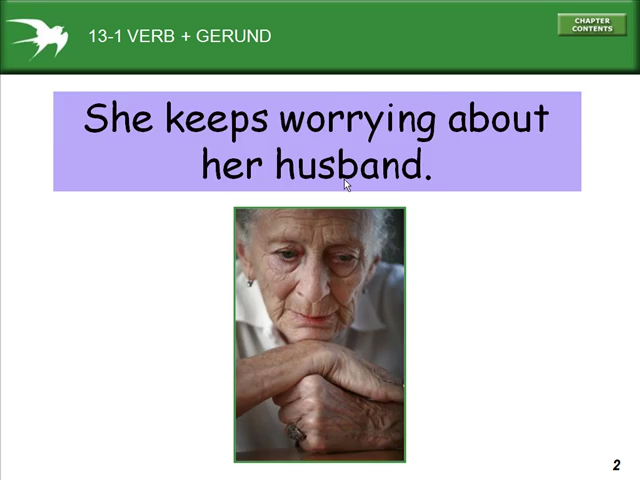 13-1 VERB + GERUND
CHAPTER
CONTENTS
She keeps worrying about
her husband.
2